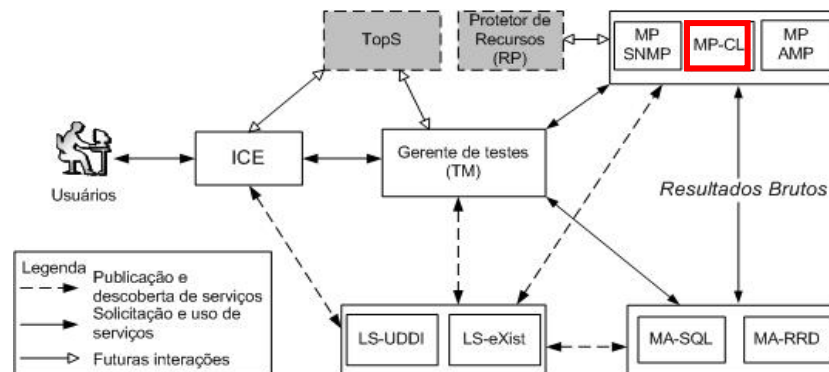 TopS
Protetor de
Recursos
(RP)
MP
SNMP
MP-CL
MP
AMP
Usuários
ICE
Gerente de testes
(TM)
Resultados Brutos
Legenda
Publicação e
descoberta de serviços
Solicitação e uso de
serviços
Futuras interações
LS-UDDI
LS-eXist
MA-SQL
MA-RRD